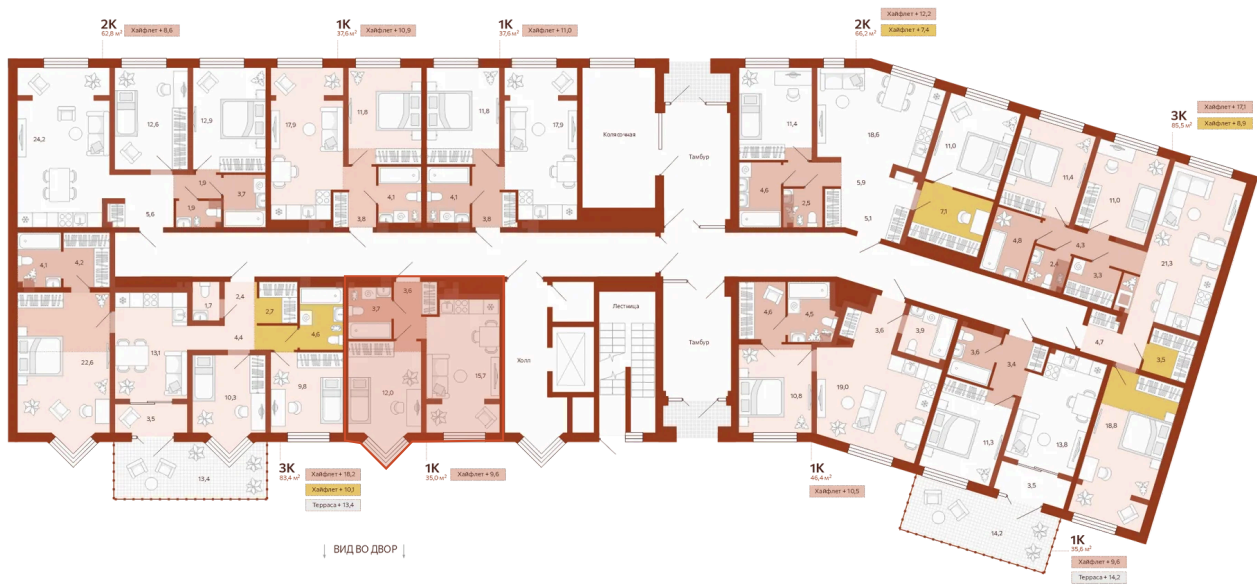 2К
62,8 м²
Хайфлет + 8,6
1К
37,6 м²
Хайфлет + 10,9
1К
37,6 м²
Хайфлет + 11,0
2К
66,2 м²
Хайфлет + 12,2
Хайфлет + 7,4
3К
85,5 м²
Хайфлет + 17,1
Хайфлет + 8,9
24,2
12,6
12,9
1,9
1,9
3,7
5,6
17,9
11,8
3,8
4,1
11,8
4,1
3,8
17,9
Колясочная
Тамбур
11,4
4,6
2,5
18,6
5,9
5,1
11,0
7,1
11,4
11,0
4,8
4,3
2,4
3,3
21,3
4,1
4,2
22,6
13,1
3,5
1,7
2,4
4,4
2,7
4,6
10,3
9,8
13,4
3,7
3,6
12,0
15,7
Холл
Лестница
Тамбур
4,6
4,5
10,8
19,0
3,6
3,9
3,6
3,4
11,3
13,8
3,5
4,7
3,5
18,8
14,2
3К
83,4 м²
Хайфлет + 18,2
Хайфлет + 10,1
Терраса + 13,4
1К
35,0 м²
Хайфлет + 9,6
1К
46,4 м²
Хайфлет + 10,5
1К
35,6 м²
Хайфлет + 9,6
Терраса + 14,2
↓ ВИД ВО ДВОР ↓